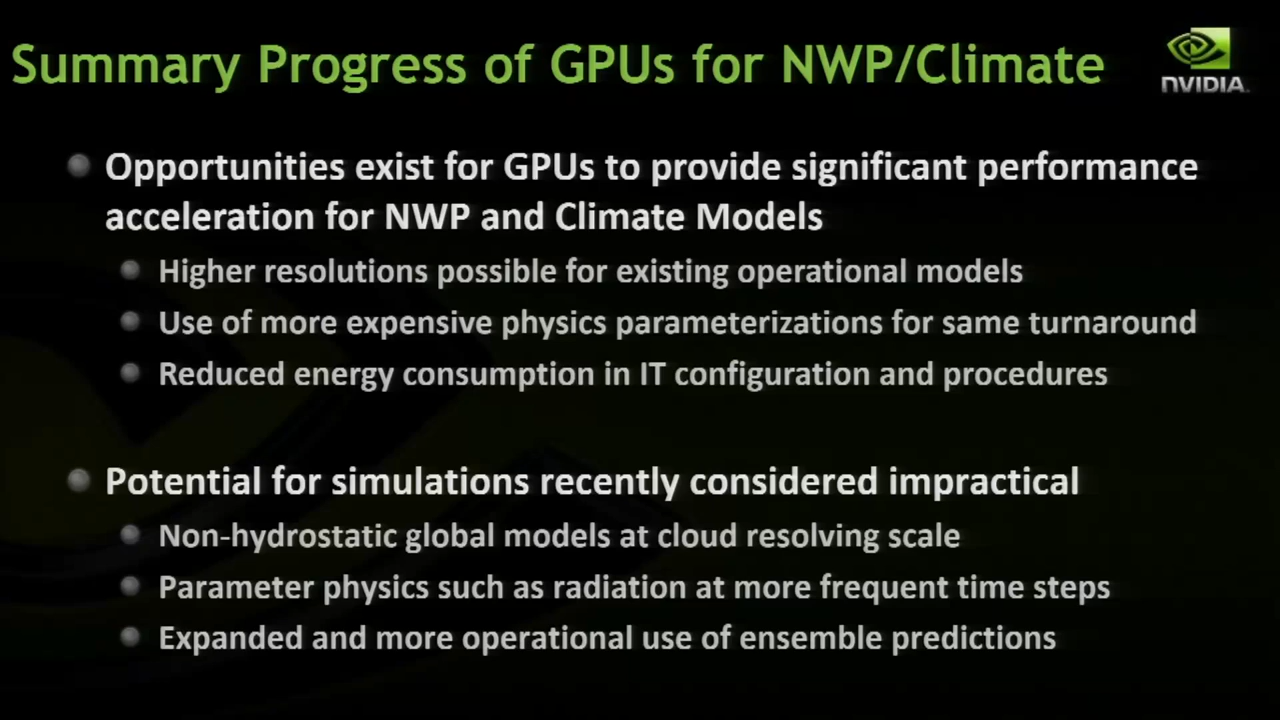 Summary Progress of GPUs for NWP/Climate
NVIDIA.
Opportunities exist for GPUs to provide significant performance
acceleration for NWP and Climate Models
Higher resolutions possible for existing operational models
Use of more expensive physics parameterizations for same turnaround
Reduced energy consumption in IT configuration and procedures
Potential for simulations recently considered impractical
Non-hydrostatic global models at cloud resolving scale
Parameter physics such as radiation at more frequent time steps
Expanded and more operational use of ensemble predictions